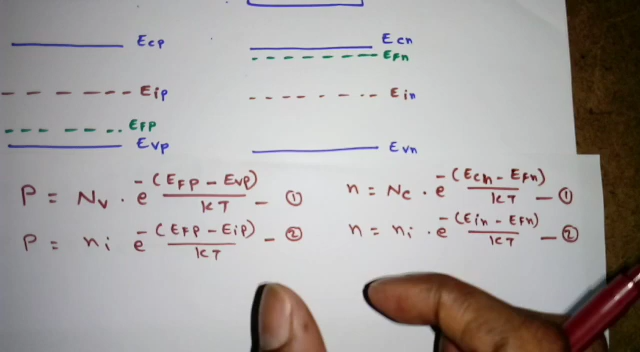 Ecp Ecn
EFn
Eip Ein
EFP
Evp Evn
P = Nv . e^-(EFP - Evp)/KT - ① n = Nc . e^-(Ecn - EFn)/KT - ①
P = ni e^-(EFP - Eip)/KT - ② n = ni . e^-(Ein - EFn)/KT - ②